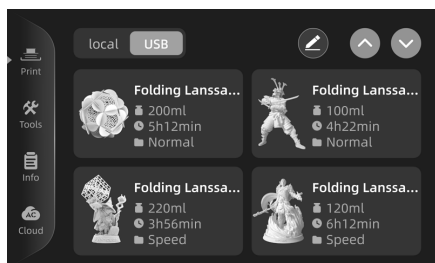 local USB
Print
Tools
Info
AC
Cloud
Folding Lanssa...
200ml
5h12min
Normal
Folding Lanssa...
100ml
4h22min
Normal
Folding Lanssa...
220ml
3h56min
Speed
Folding Lanssa...
120ml
6h12min
Speed